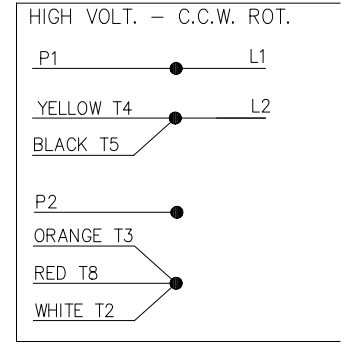 HIGH VOLT. – C.C.W. ROT.
P1 L1
YELLOW T4 L2
BLACK T5
P2
ORANGE T3
RED T8
WHITE T2